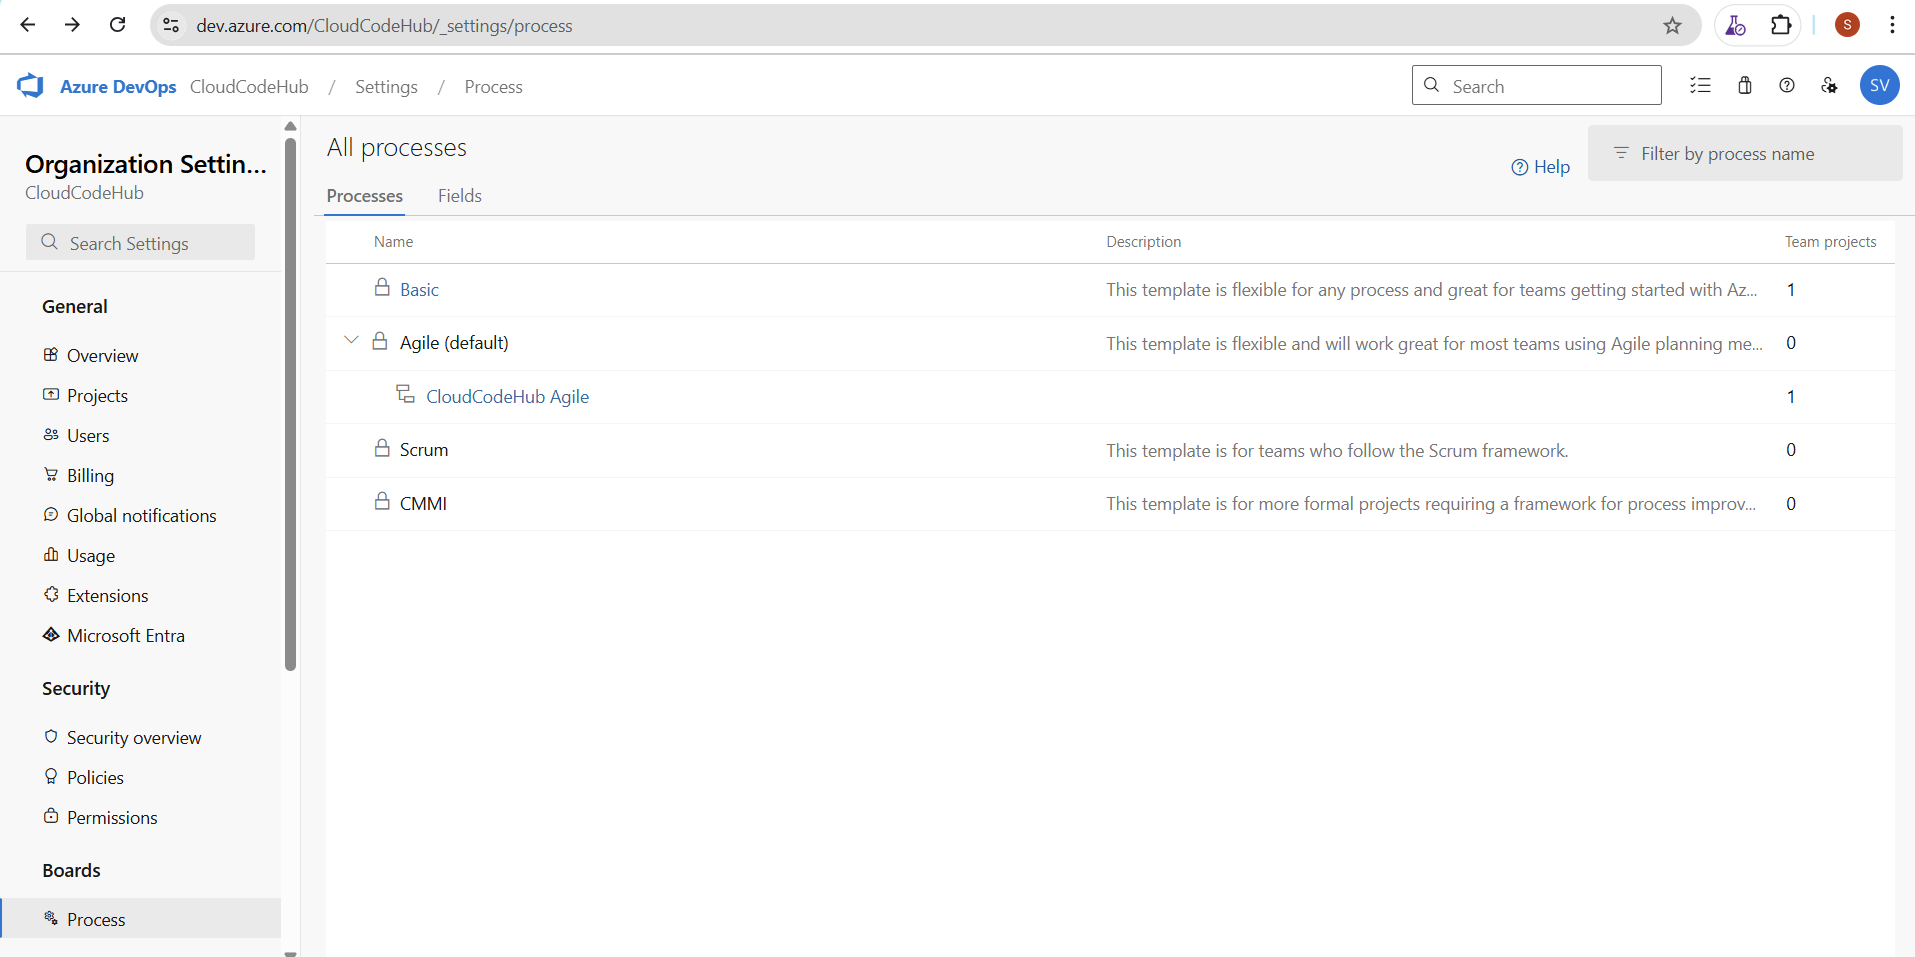 dev.azure.com/CloudCodeHub/_settings/process
S
Azure DevOps CloudCodeHub / Settings / Process
Search
SV
Organization Settin...
CloudCodeHub
Search Settings
General
Overview
Projects
Users
Billing
Global notifications
Usage
Extensions
Microsoft Entra
Security
Security overview
Policies
Permissions
Boards
Process
All processes
Help
Filter by process name
Processes Fields
Name Description Team projects
Basic This template is flexible for any process and great for teams getting started with Az... 1
Agile (default) This template is flexible and will work great for most teams using Agile planning me... 0
CloudCodeHub Agile 1
Scrum This template is for teams who follow the Scrum framework. 0
CMMI This template is for more formal projects requiring a framework for process improv... 0